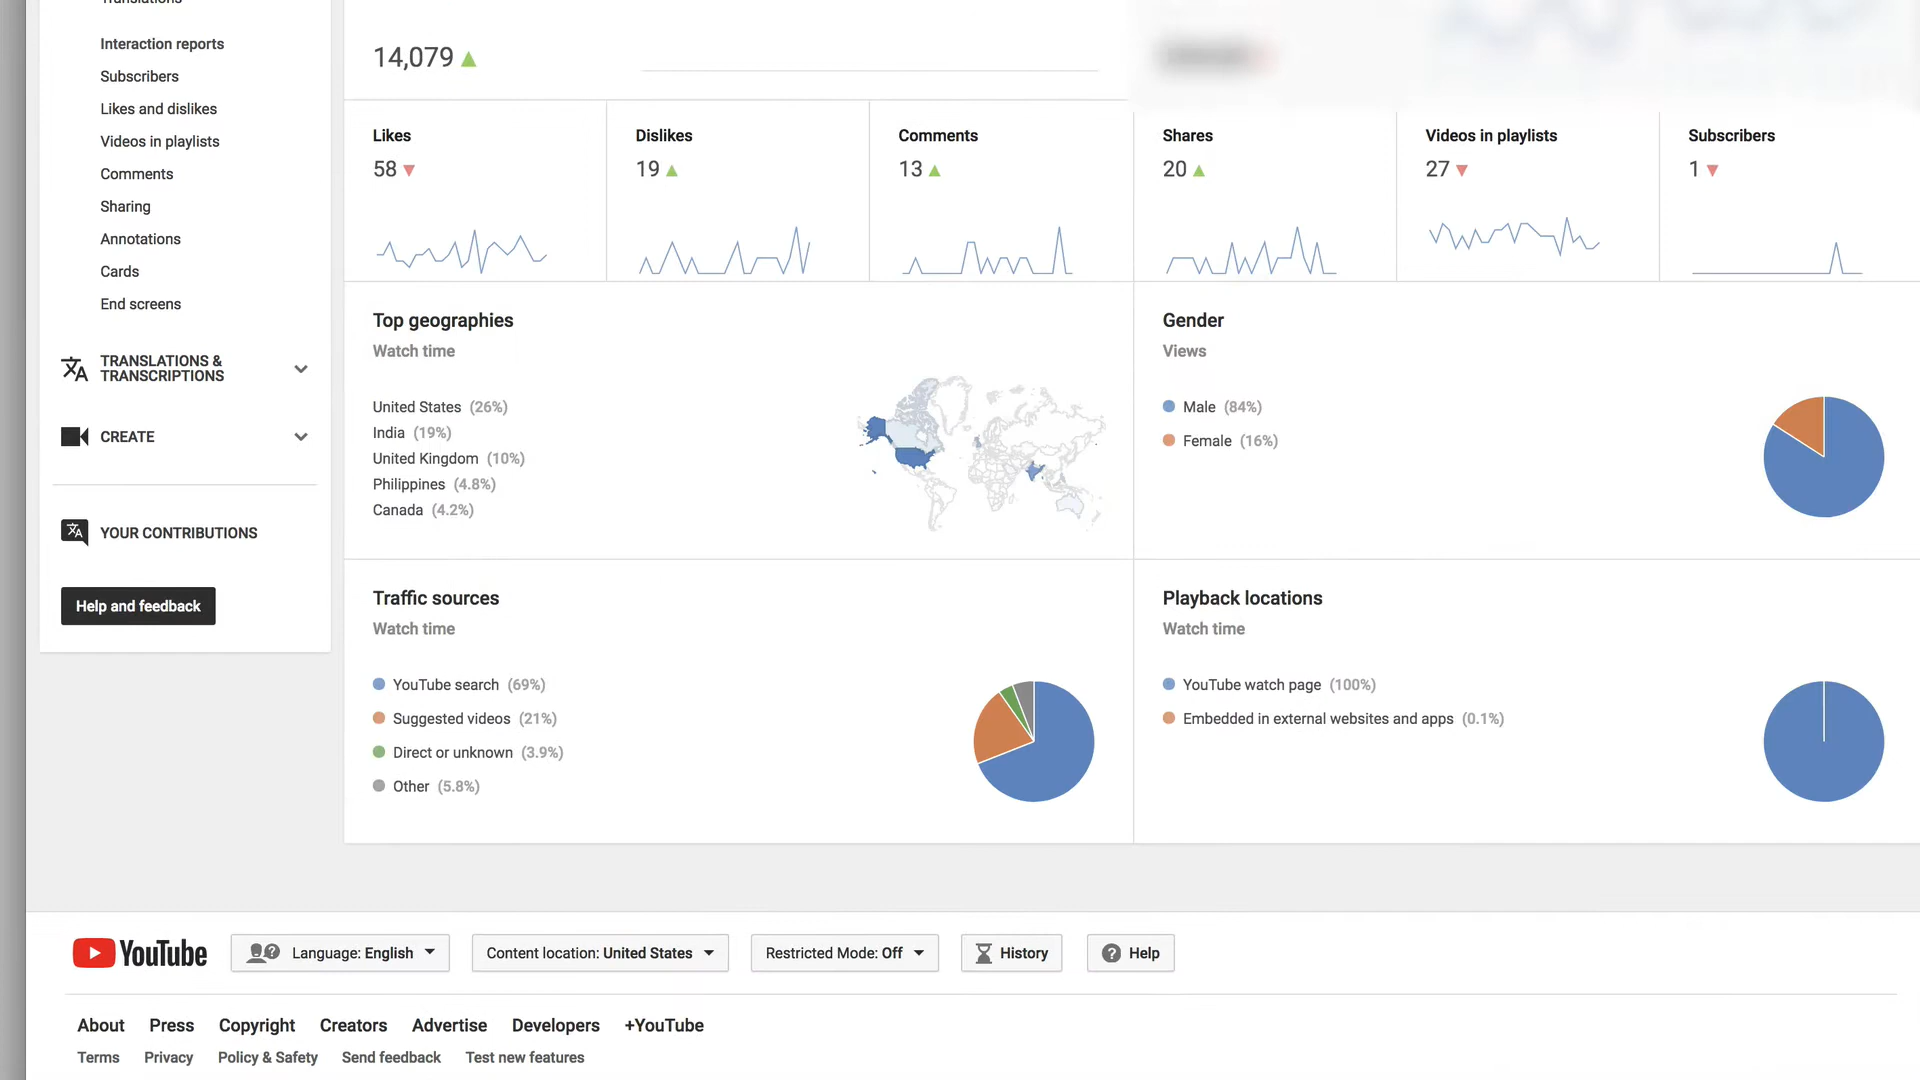 Translations
Interaction reports
Subscribers
Likes and dislikes
Videos in playlists
Comments
Sharing
Annotations
Cards
End screens
TRANSLATIONS &
TRANSCRIPTIONS
CREATE
YOUR CONTRIBUTIONS
Help and feedback
14,079
Likes
58
Dislikes
19
Comments
13
Shares
20
Videos in playlists
27
Subscribers
1
Top geographies
Watch time
United States (26%)
India (19%)
United Kingdom (10%)
Philippines (4.8%)
Canada (4.2%)
Gender
Views
Male (84%)
Female (16%)
Traffic sources
Watch time
YouTube search (69%)
Suggested videos (21%)
Direct or unknown (3.9%)
Other (5.8%)
Playback locations
Watch time
YouTube watch page (100%)
Embedded in external websites and apps (0.1%)
YouTube Language: English Content location: United States Restricted Mode: Off History Help
About Press Copyright Creators Advertise Developers +YouTube
Terms Privacy Policy & Safety Send feedback Test new features